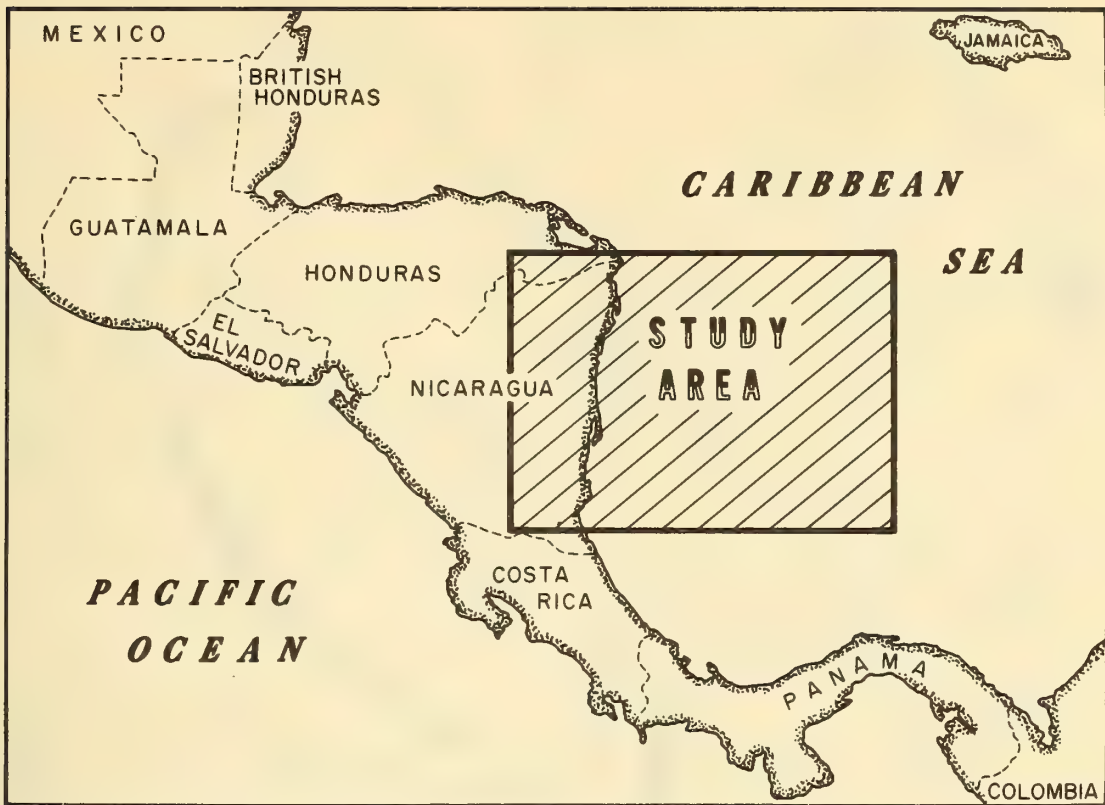 MEXICO
JAMAICA
BRITISH
HONDURAS
CARIBBEAN
SEA
GUATAMALA
HONDURAS
EL
SALVADOR
STUDY
AREA
NICARAGUA
COSTA
RICA
PACIFIC
OCEAN
PANAMA
COLOMBIA